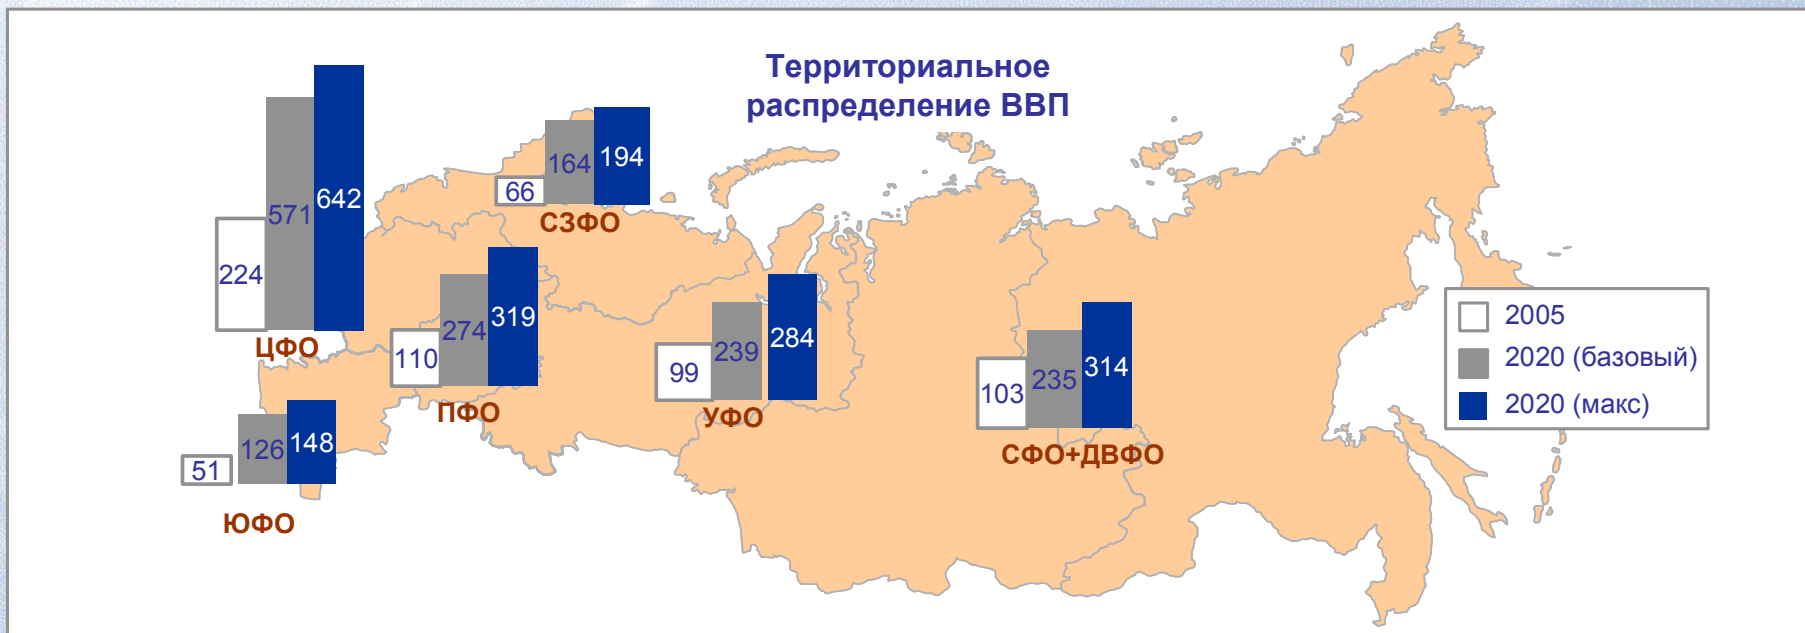 Территориальное
распределение ВВП
224
571
642
ЦФО
66
164
194
СЗФО
110
274
319
ПФО
51
126
148
ЮФО
99
239
284
УФО
103
235
314
СФО+ДВФО
2005
2020 (базовый)
2020 (макс)